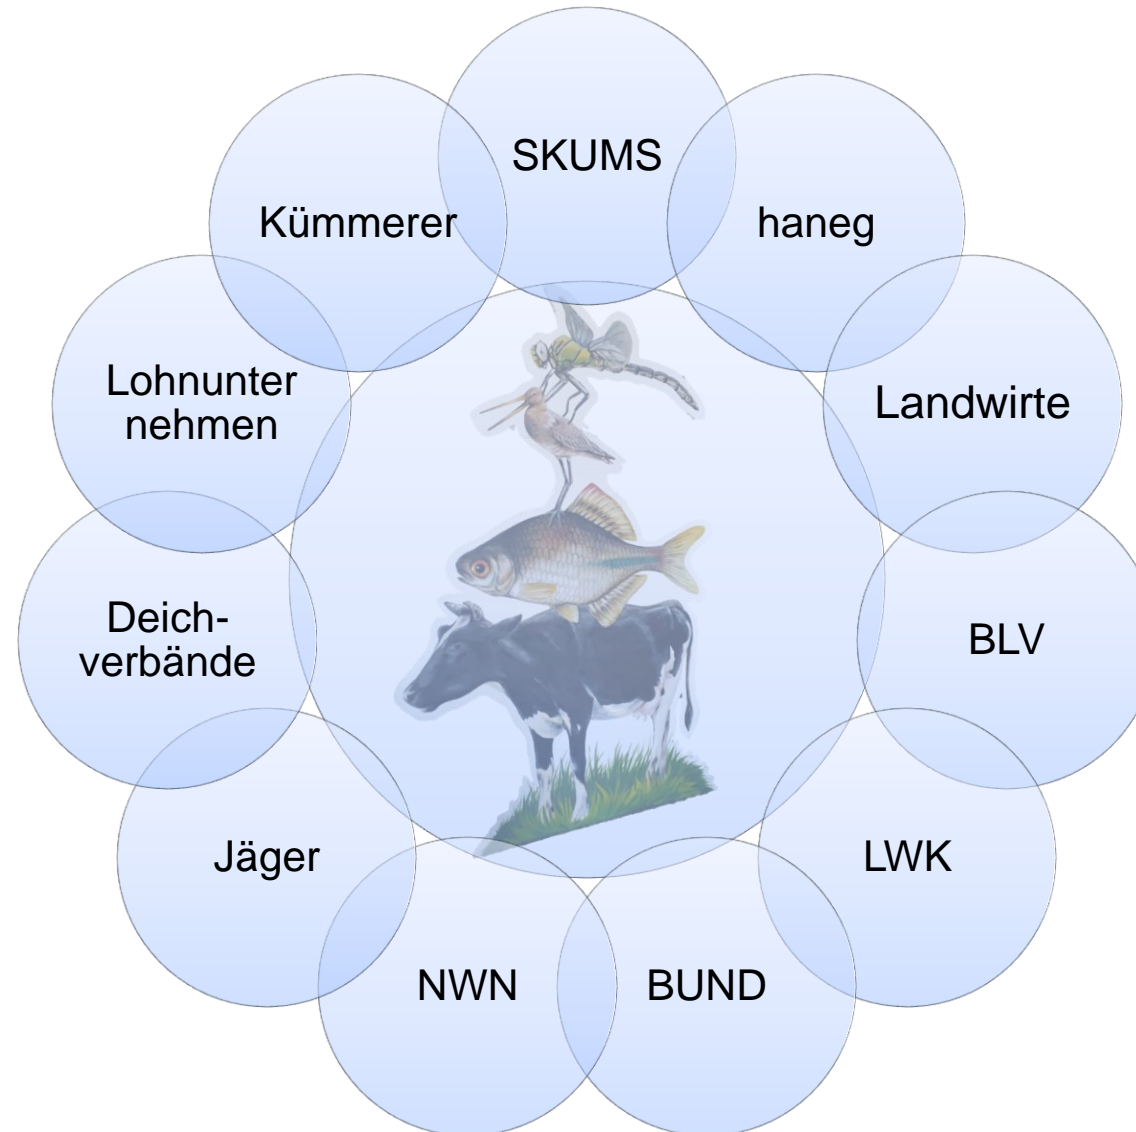 SKUMS
haneg
Landwirte
BLV
LWK
BUND
NWN
Jäger
Deich-
verbände
Lohnunter
nehmen
Kümmerer